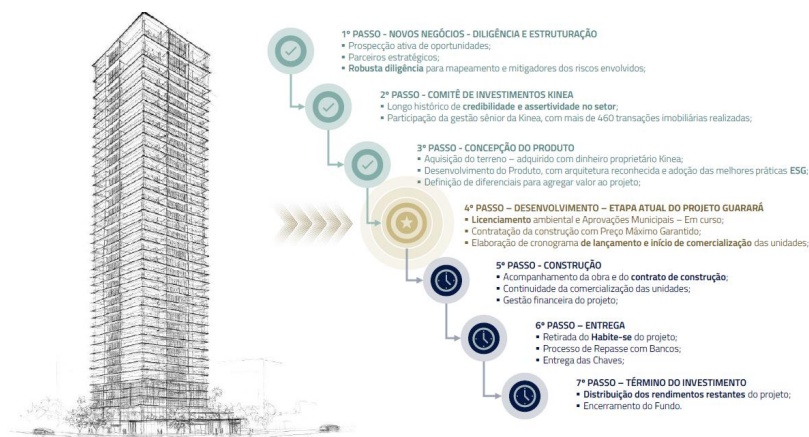 1º PASSO - NOVOS NEGÓCIOS - DILIGÊNCIA E ESTRUTURAÇÃO
▪ Prospecção ativa de oportunidades;
▪ Parceiros estratégicos;
▪ Robusta diligência para mapeamento e mitigadores dos riscos envolvidos;
2º PASSO - COMITÊ DE INVESTIMENTOS KINEA
▪ Longo histórico de credibilidade e assertividade no setor;
▪ Participação da gestão sênior da Kinea, com mais de 460 transações imobiliárias realizadas;
3º PASSO - CONCEPÇÃO DO PRODUTO
▪ Aquisição do terreno – adquirido com dinheiro proprietário Kinea;
▪ Desenvolvimento do Produto, com arquitetura reconhecida e adoção das melhores práticas ESG;
▪ Definição de diferenciais para agregar valor ao projeto;
4º PASSO – DESENVOLVIMENTO – ETAPA ATUAL DO PROJETO GUARARÁ
▪ Licenciamento ambiental e Aprovações Municipais – Em curso;
▪ Contratação da construção com Preço Máximo Garantido;
▪ Elaboração de cronograma de lançamento e início de comercialização das unidades;
5º PASSO - CONSTRUÇÃO
▪ Acompanhamento da obra e do contrato de construção;
▪ Continuidade da comercialização das unidades;
▪ Gestão financeira do projeto;
6º PASSO – ENTREGA
▪ Retirada do Habite-se do projeto;
▪ Processo de Repasse com Bancos;
▪ Entrega das Chaves;
7º PASSO – TÉRMINO DO INVESTIMENTO
▪ Distribuição dos rendimentos restantes do projeto;
▪ Encerramento do Fundo.